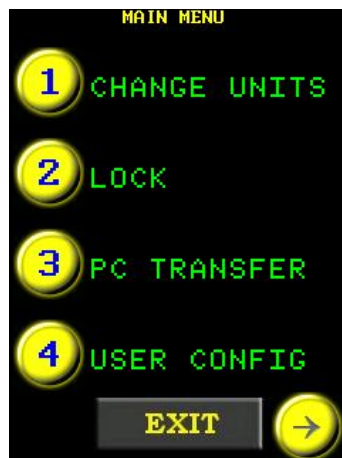 MAIN MENU
1 CHANGE UNITS
2 LOCK
3 PC TRANSFER
4 USER CONFIG
EXIT →